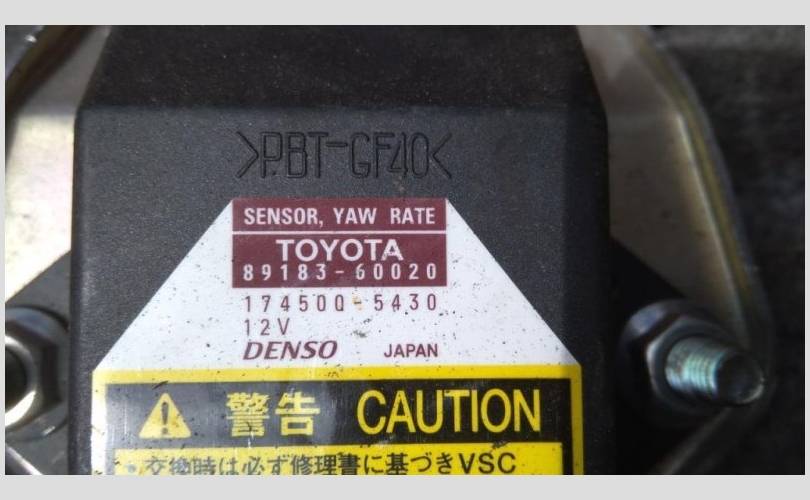 >PBT-GF40<
SENSOR, YAW RATE
TOYOTA
89183-60020
174500-5430
12V
DENSO JAPAN
警告 CAUTION
・交換時は必ず修理書に基づきVSC